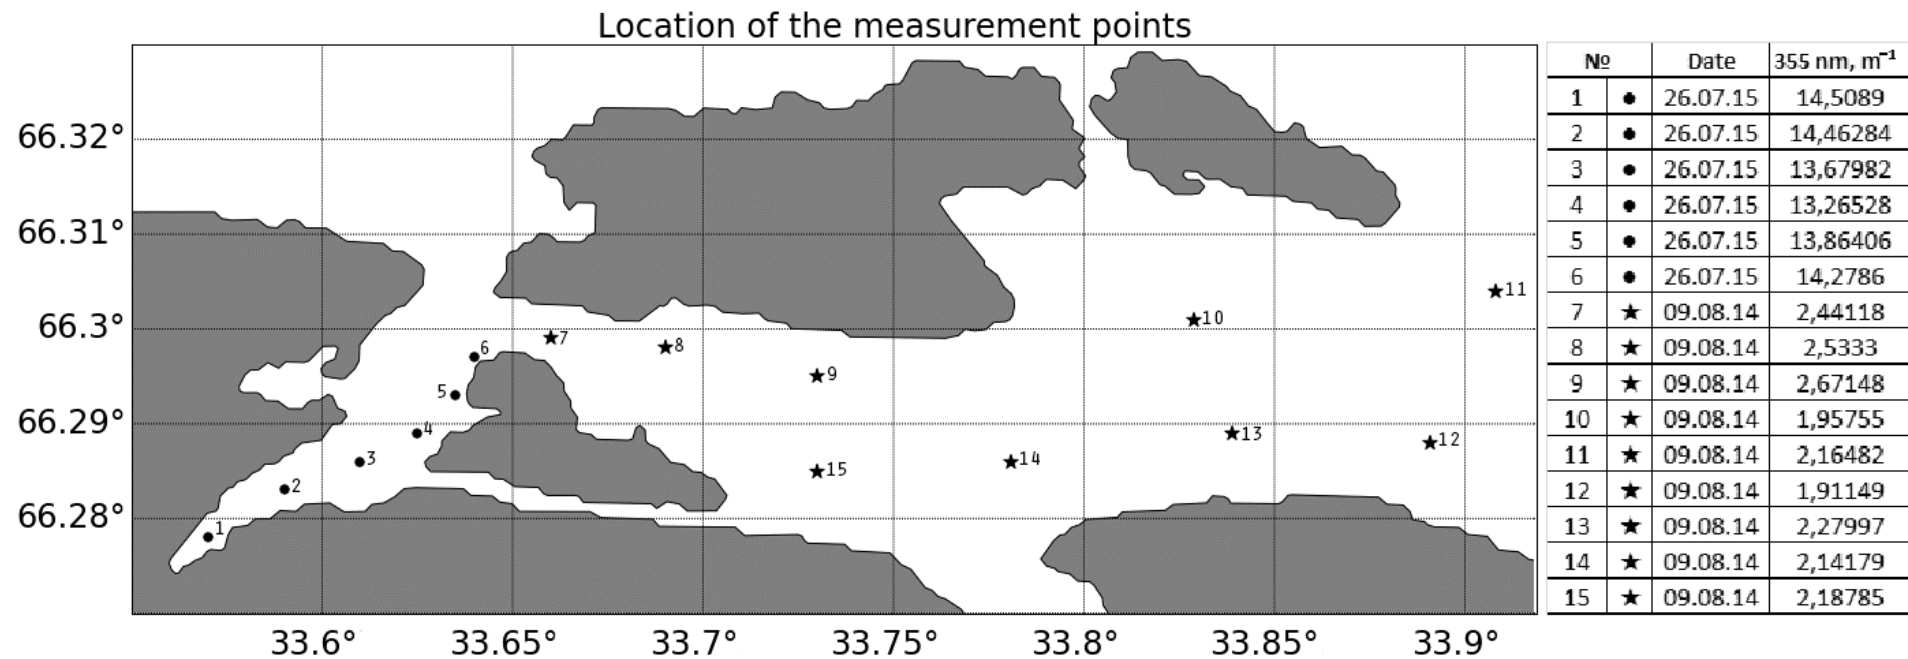 Location of the measurement points
66.32°
66.31°
66.3°
66.29°
66.28°
33.6°
33.65°
33.7°
33.75°
33.8°
33.85°
33.9°
11
10
7
8
6
9
5
4
13
12
3
15
14
2
1
№ Date 355 nm, m⁻¹
1 ● 26.07.15 14,5089
2 ● 26.07.15 14,46284
3 ● 26.07.15 13,67982
4 ● 26.07.15 13,26528
5 ● 26.07.15 13,86406
6 ● 26.07.15 14,2786
7 ★ 09.08.14 2,44118
8 ★ 09.08.14 2,5333
9 ★ 09.08.14 2,67148
10 ★ 09.08.14 1,95755
11 ★ 09.08.14 2,16482
12 ★ 09.08.14 1,91149
13 ★ 09.08.14 2,27997
14 ★ 09.08.14 2,14179
15 ★ 09.08.14 2,18785